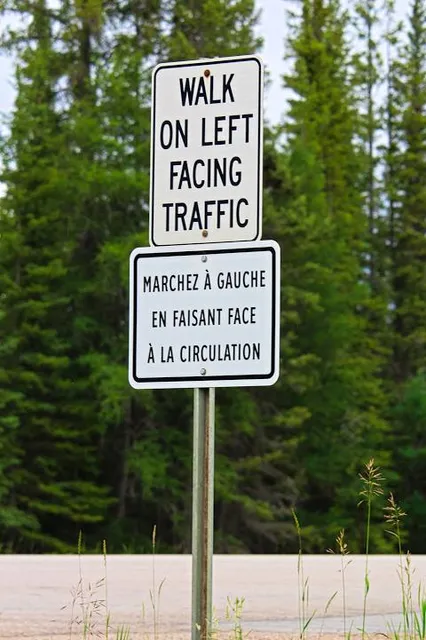 WALK
ON LEFT
FACING
TRAFFIC
MARCHEZ À GAUCHE
EN FAISANT FACE
À LA CIRCULATION